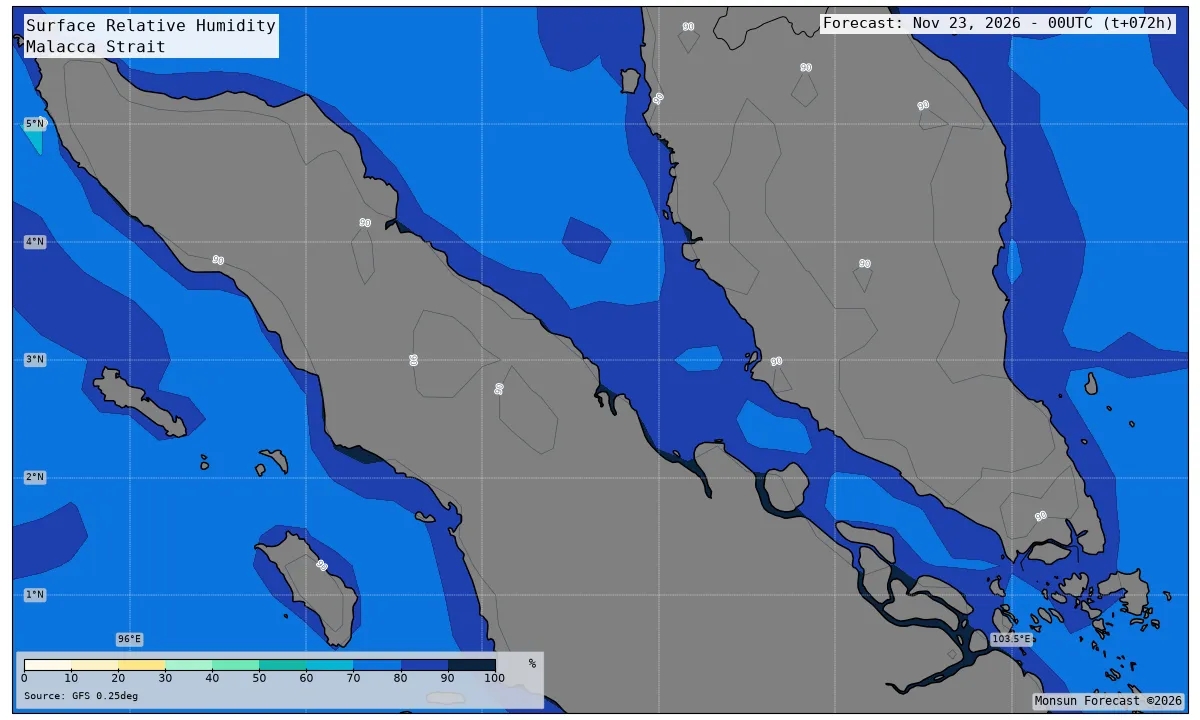 Surface Relative Humidity
Malacca Strait
Forecast: Nov 23, 2026 - 00UTC (t+072h)
90
90
90
90
5°N
90
4°N
90
90
3°N
90
90
90
2°N
90
1°N
90
96°E
103.5°E
%
0 10 20 30 40 50 60 70 80 90 100
Source: GFS 0.25deg
Monsun Forecast ©2026